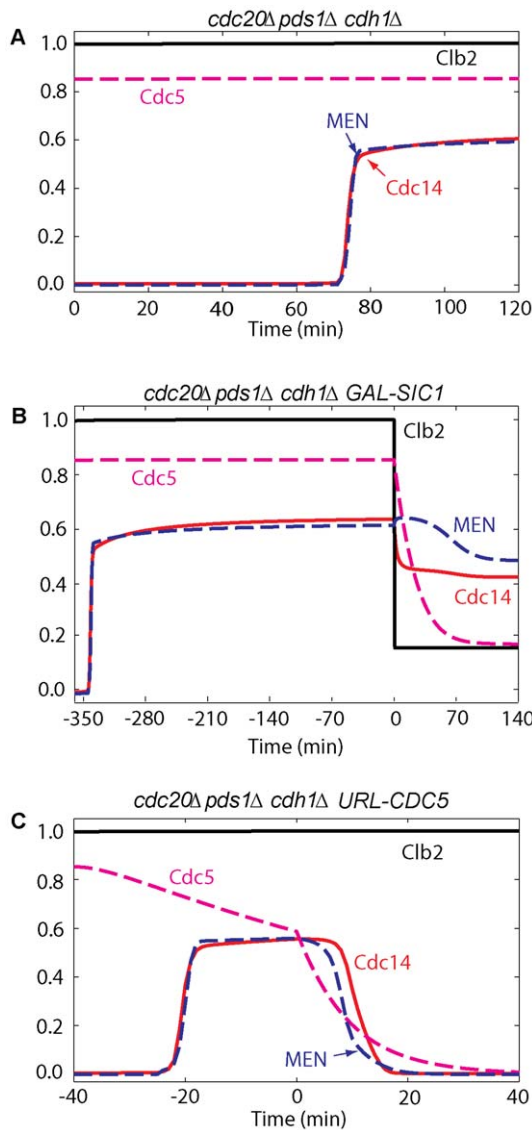 cdc20Δ pds1Δ cdh1Δ
A
1.0
Clb2
0.8
Cdc5
MEN
0.6
Cdc14
0.4
0.2
0.0
0 20 40 60 80 100 120
Time (min)
cdc20Δ pds1Δ cdh1Δ GAL-SIC1
B
1.0
Clb2
0.8
Cdc5
MEN
0.6
0.4
Cdc14
0.2
0.0
-350 -280 -210 -140 -70 0 70 140
Time (min)
cdc20Δ pds1Δ cdh1Δ URL-CDC5
C
1.0
Clb2
0.8
Cdc5
0.6
Cdc14
0.4
0.2
MEN
0.0
-40 -20 0 20 40
Time (min)